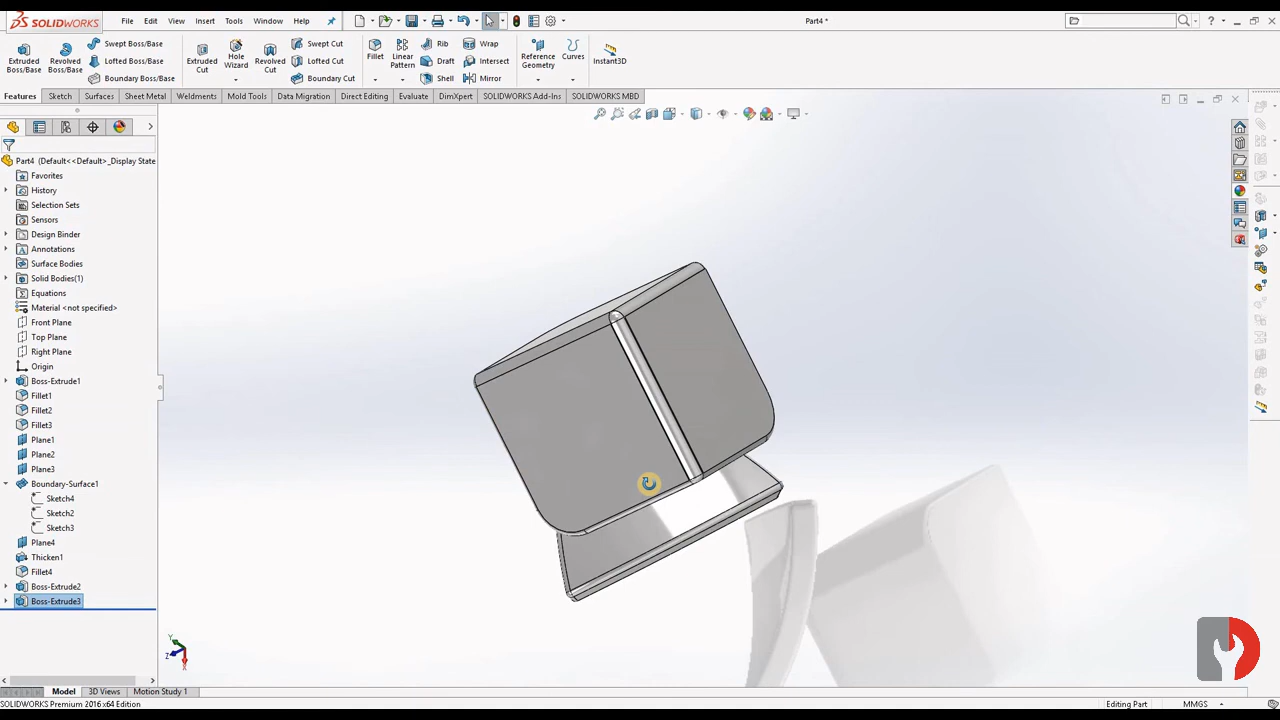 SOLIDWORKS
File Edit View Insert Tools Window Help
Part4 *
Extruded Boss/Base
Revolved Boss/Base
Swept Boss/Base
Lofted Boss/Base
Boundary Boss/Base
Extruded Cut
Hole Wizard
Revolved Cut
Swept Cut
Lofted Cut
Boundary Cut
Fillet
Linear Pattern
Rib
Draft
Shell
Wrap
Intersect
Mirror
Reference Geometry
Curves
Instant3D
Features Sketch Surfaces Sheet Metal Weldments Mold Tools Data Migration Direct Editing Evaluate DimXpert SOLIDWORKS Add-Ins SOLIDWORKS MBD
Part4 (Default<<Default>_Display State
Favorites
History
Selection Sets
Sensors
Design Binder
Annotations
Surface Bodies
Solid Bodies(1)
Equations
Material <not specified>
Front Plane
Top Plane
Right Plane
Origin
Boss-Extrude1
Fillet1
Fillet2
Fillet3
Plane1
Plane2
Plane3
Boundary-Surface1
Sketch4
Sketch2
Sketch3
Plane4
Thicken1
Fillet4
Boss-Extrude2
Boss-Extrude3
Y
Z
X
Model 3D Views Motion Study 1
SOLIDWORKS Premium 2016 x64 Edition
Editing Part
MMGS